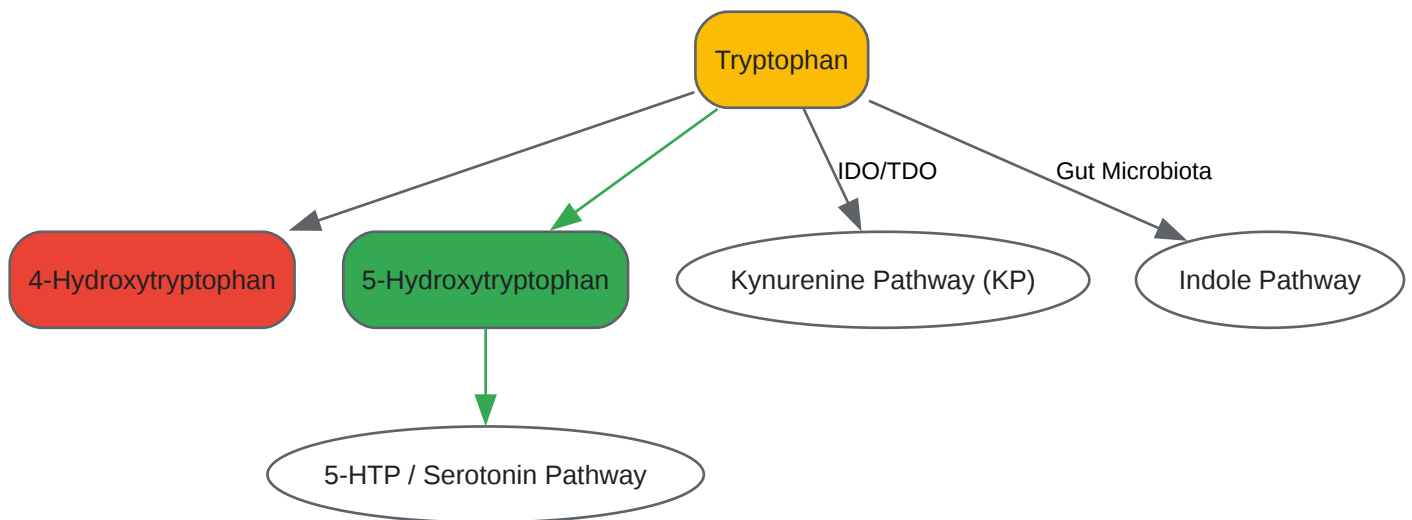 Tryptophan
IDO/TDO
Gut Microbiota
4-Hydroxytryptophan
5-Hydroxytryptophan
Kynurenine Pathway (KP)
Indole Pathway
5-HTP / Serotonin Pathway